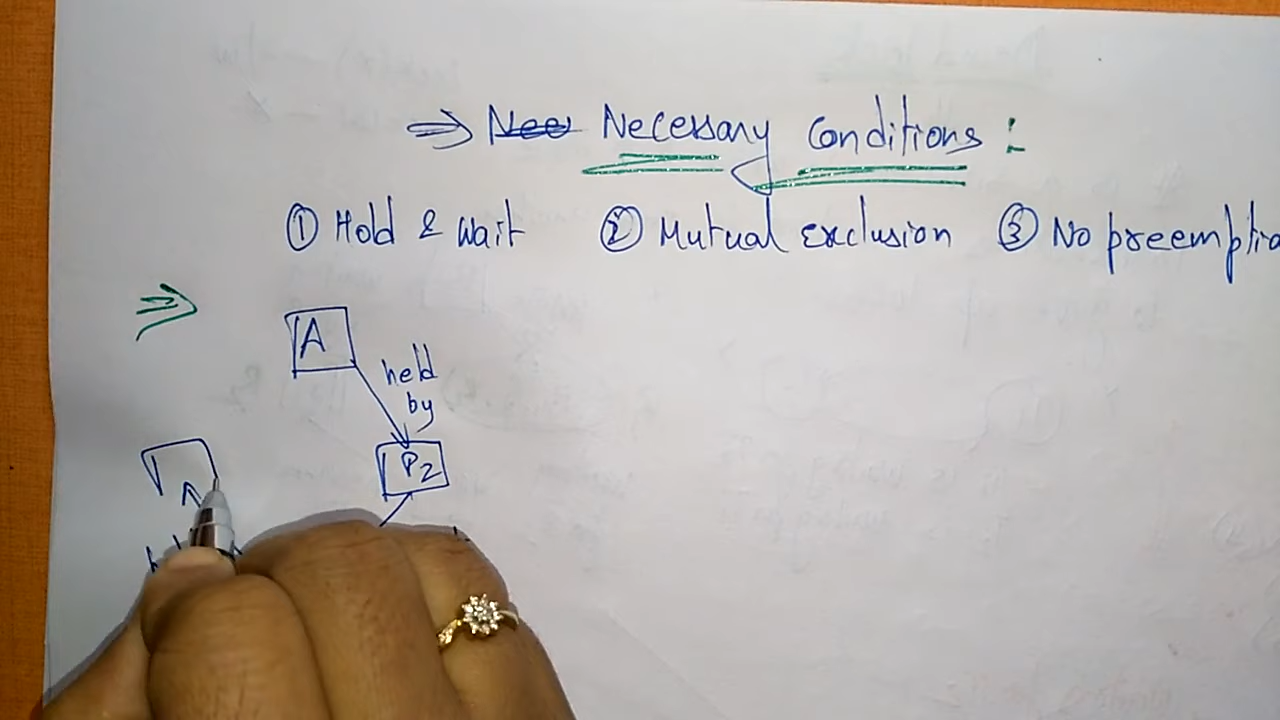 ⇒ Nee Necessary Conditions :
① Hold & Wait ② Mutual exclusion ③ No preemptio
⇒
A
held
by
P2